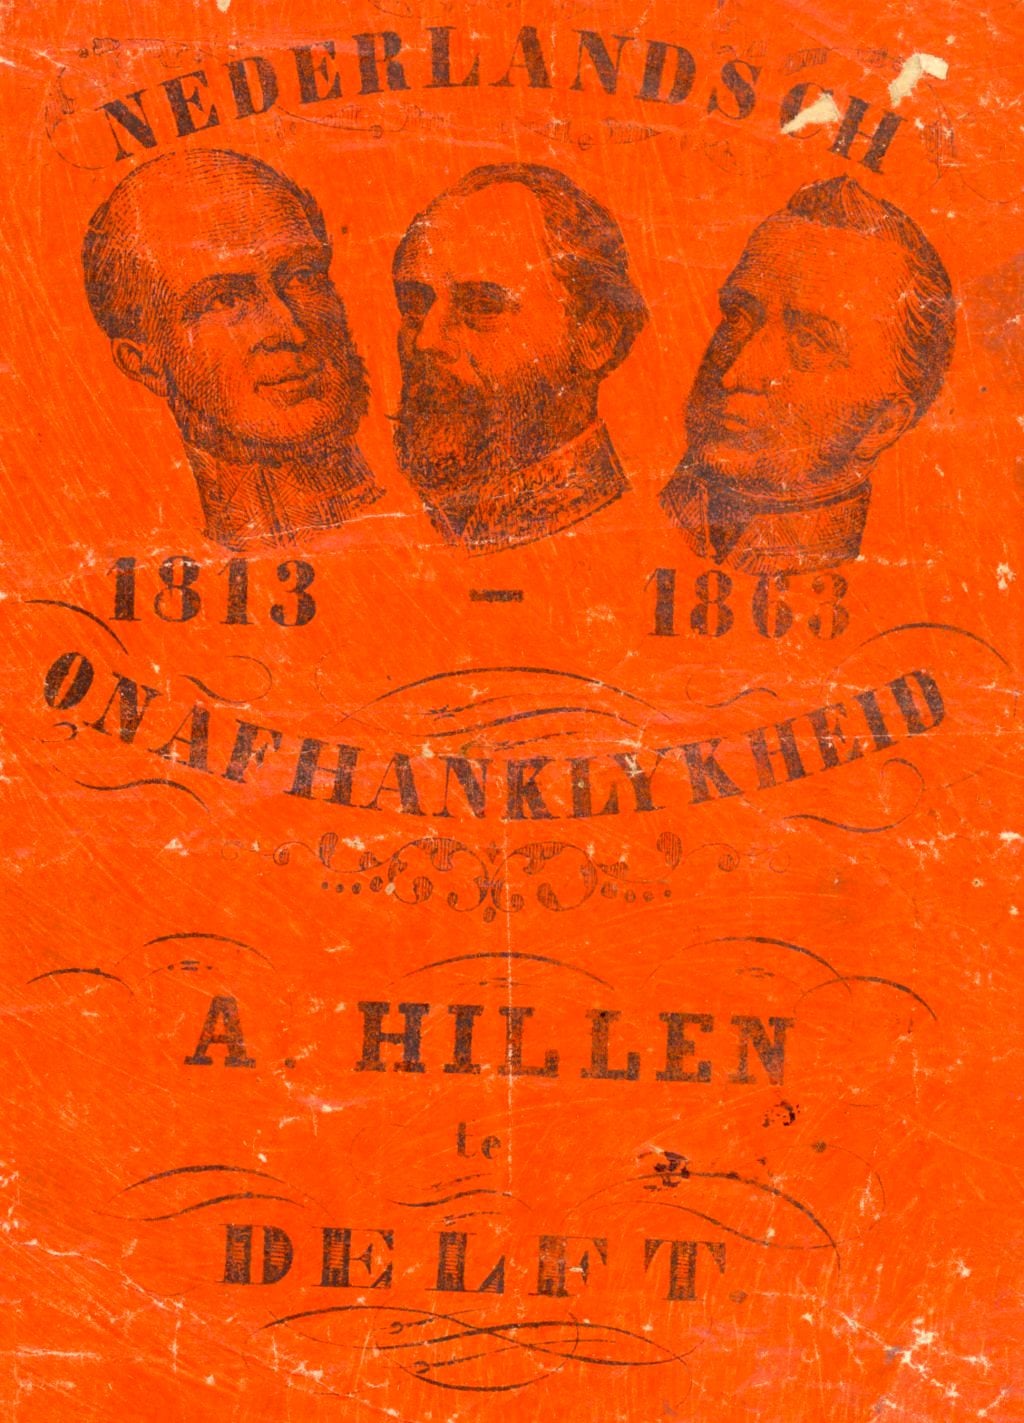 NEDERLANDSCH
1813 – 1863
ONAFHANKLYKHEID
A. HILLEN
te
DELFT.